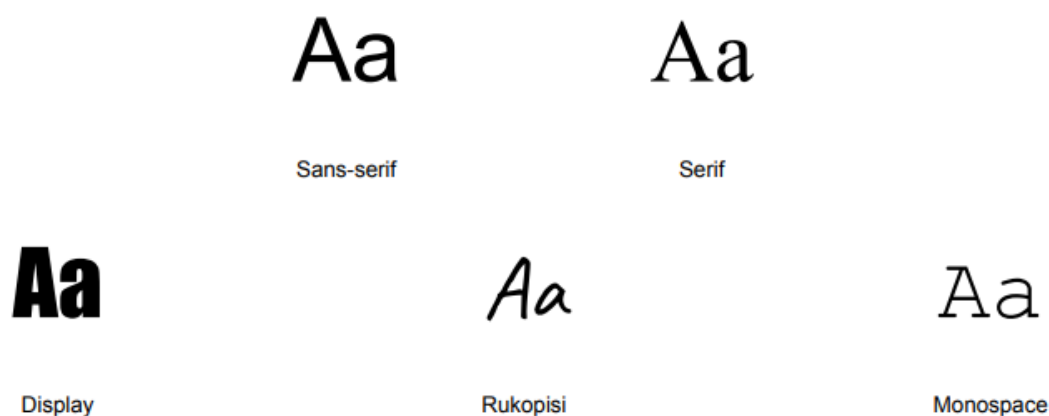 Aa Aa
Sans-serif Serif
Aa Aa Aa
Display Rukopisi Monospace